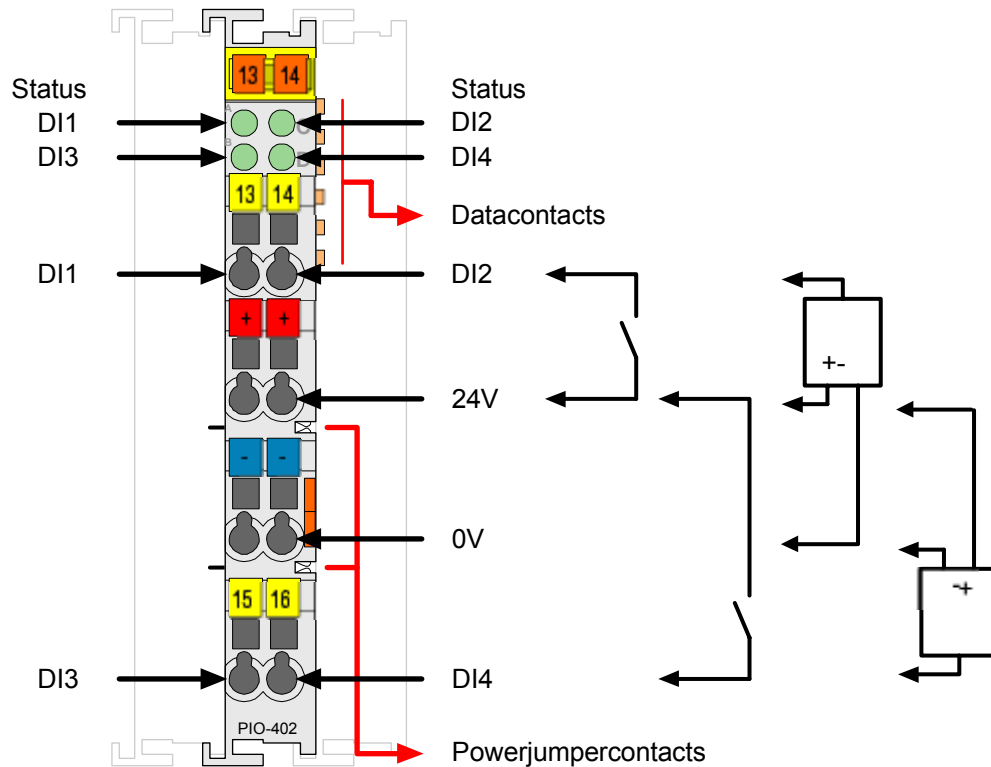 13 14
Status
Status
A
DI1
C
DI2
B
DI3
D
DI4
13 14
Datacontacts
DI1
DI2
+ +
+-
24V
- -
0V
-+
15 16
DI3
DI4
PIO-402
Powerjumpercontacts